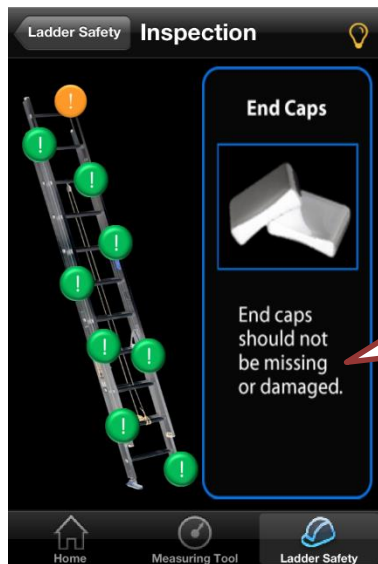 Ladder Safety
Inspection
!
!
!
!
!
!
!
!
!
End Caps
End caps
should not
be missing
or damaged.
Home
Measuring Tool
Ladder Safety